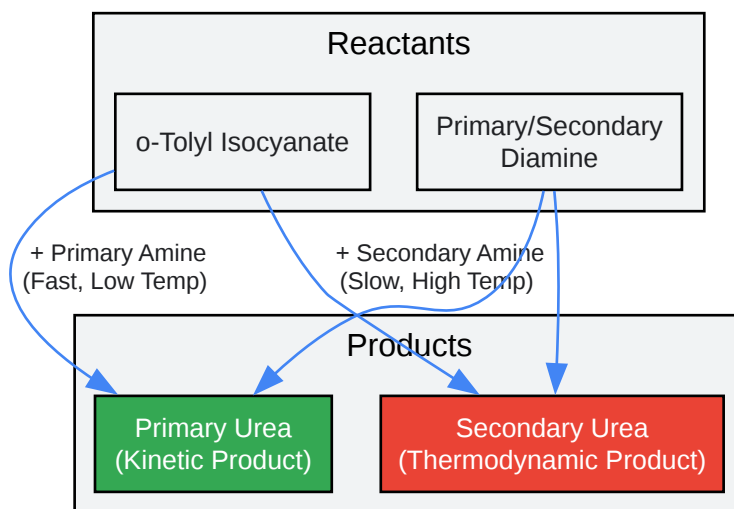 Reactants
o-Tolyl Isocyanate
Primary/Secondary
Diamine
+ Primary Amine
(Fast, Low Temp)
+ Secondary Amine
(Slow, High Temp)
Products
Primary Urea
(Kinetic Product)
Secondary Urea
(Thermodynamic Product)